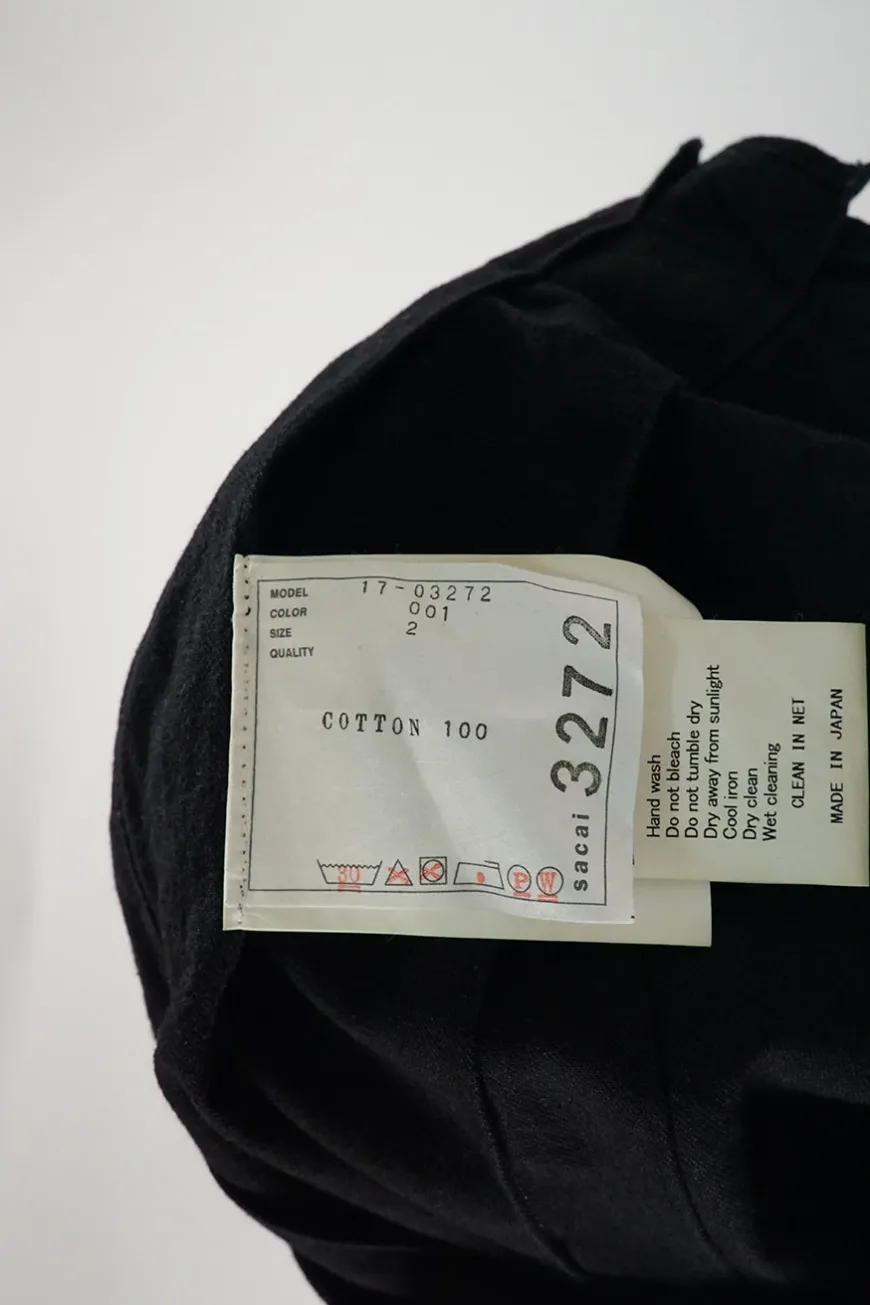 MODEL 17-03272
COLOR 001
SIZE 2
QUALITY
COTTON 100
30 P W
sacai 3272
Hand wash
Do not bleach
Do not tumble dry
Dry away from sunlight
Cool iron
Dry clean
Wet cleaning
CLEAN IN NET
MADE IN JAPAN